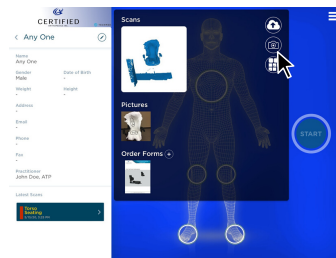 CERTIFIED
< Any One
Name
Any One
Gender
Date of Birth
Male
-
Weight
Height
-
-
Address
-
Email
-
Phone
-
Fax
-
Practitioner
John Doe, ATP
Latest Scans
Torso
Seating
Scans
Pictures
Order Forms +
START